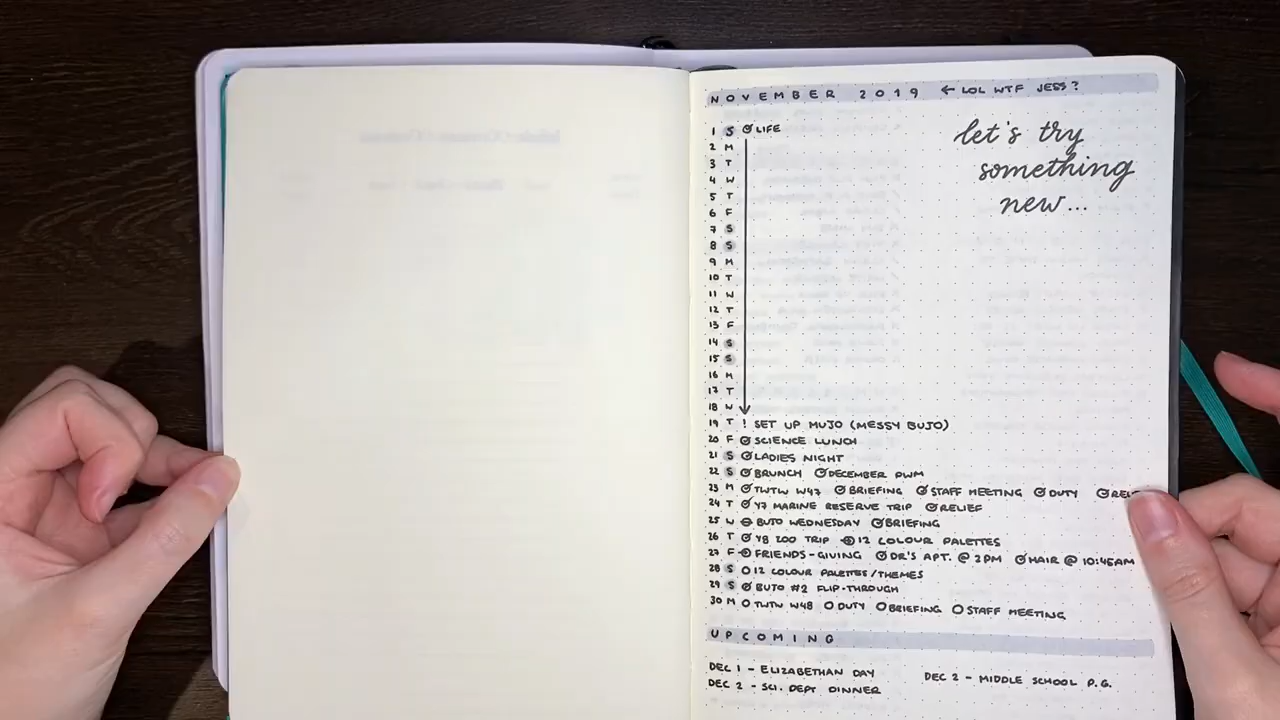 NOVEMBER 2019 ← LOL WTF JESS?
let's try
something
new...
1 S LIFE
2 M
3 T
4 W
5 T
6 F
7 S
8 S
9 M
10 T
11 W
12 T
13 F
14 S
15 S
16 M
17 T
18 W
19 T ! SET UP MUJO (MESSY BUJO)
20 F SCIENCE LUNCH
21 S LADIES NIGHT
22 S BRUNCH DECEMBER PWM
23 M TWTW W47 BRIEFING STAFF MEETING DUTY
24 T Y7 MARINE RESERVE TRIP RELIEF
25 W BUJO WEDNESDAY BRIEFING
26 T Y8 ZOO TRIP 12 COLOUR PALETTES
27 F FRIENDS-GIVING DR'S APT. @ 2PM HAIR @ 10:45AM
28 S 12 COLOUR PALETTES/THEMES
29 S BUJO #2 FLIP-THROUGH
30 M TWTW W48 DUTY BRIEFING STAFF MEETING
UPCOMING
DEC 1 - ELIZABETHAN DAY
DEC 2 - MIDDLE SCHOOL P.G.
DEC 2 - SCI. DEPT DINNER